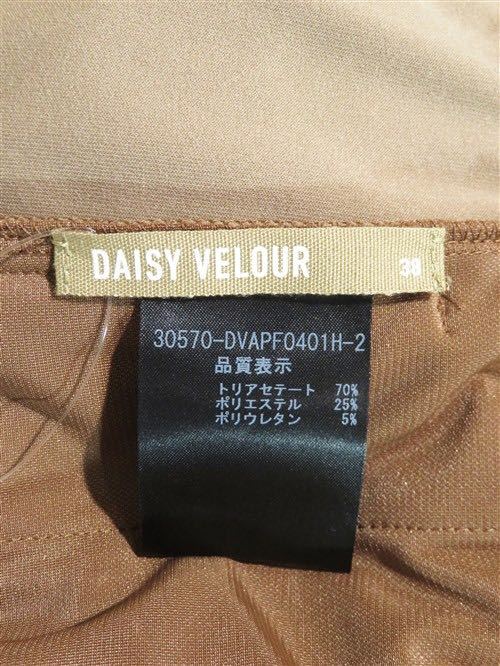 DAISY VELOUR 38
30570-DVAPF0401H-2
品質表示
トリアセテート 70%
ポリエステル 25%
ポリウレタン 5%